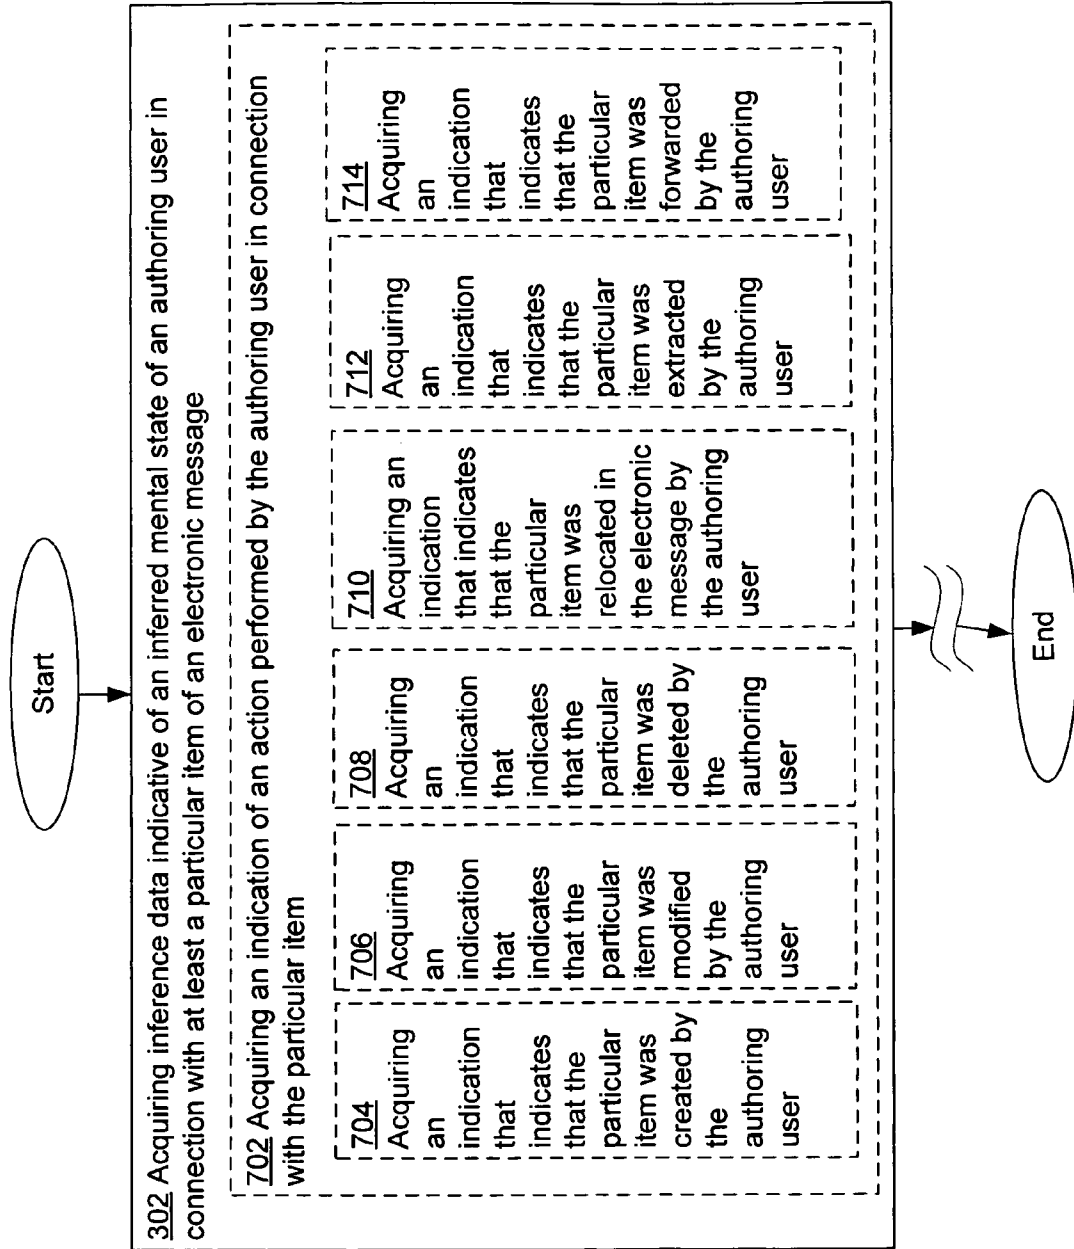 Start
302 Acquiring inference data indicative of an inferred mental state of an authoring user in
connection with at least a particular item of an electronic message
702 Acquiring an indication of an action performed by the authoring user in connection
with the particular item
704
Acquiring
an
indication
that
indicates
that the
particular
item was
created by
the
authoring
user
706
Acquiring
an
indication
that
indicates
that the
particular
item was
modified
by the
authoring
user
708
Acquiring
an
indication
that
indicates
that the
particular
item was
deleted by
the
authoring
user
710
Acquiring an
indication
that indicates
that the
particular
item was
relocated in
the electronic
message by
the authoring
user
712
Acquiring
an
indication
that
indicates
that the
particular
item was
extracted
by the
authoring
user
714
Acquiring
an
indication
that
indicates
that the
particular
item was
forwarded
by the
authoring
user
End